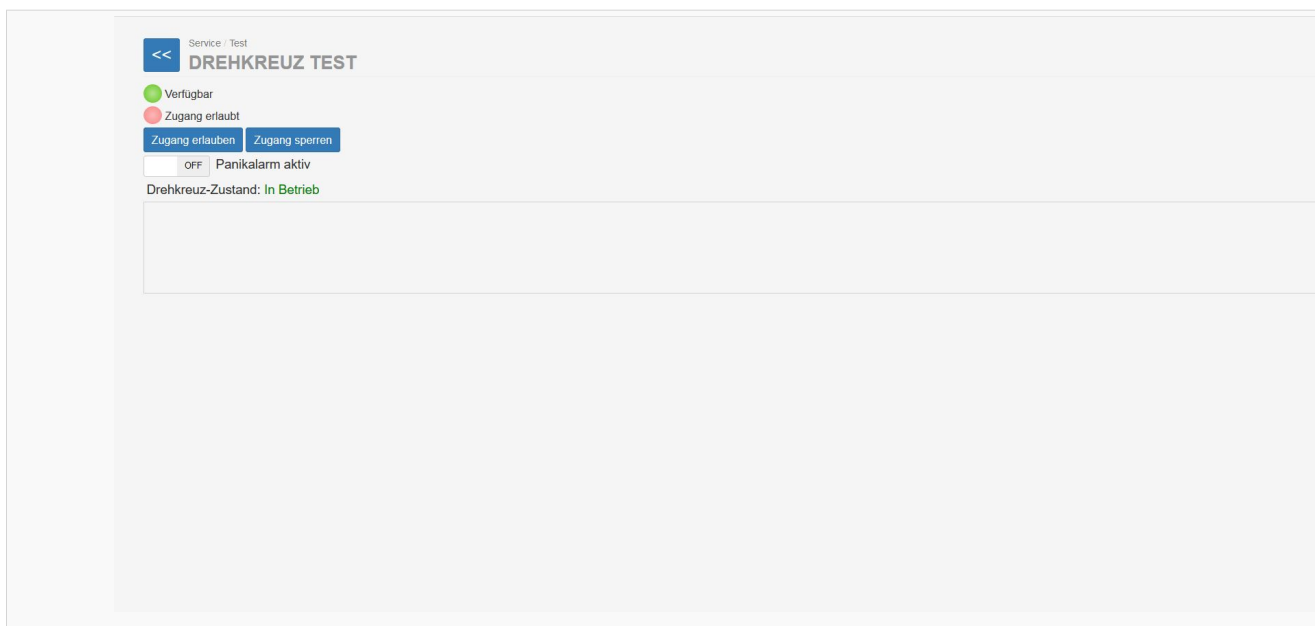 Service / Test
<< DREHKREUZ TEST
Verfügbar
Zugang erlaubt
Zugang erlauben Zugang sperren
OFF Panikalarm aktiv
Drehkreuz-Zustand: In Betrieb